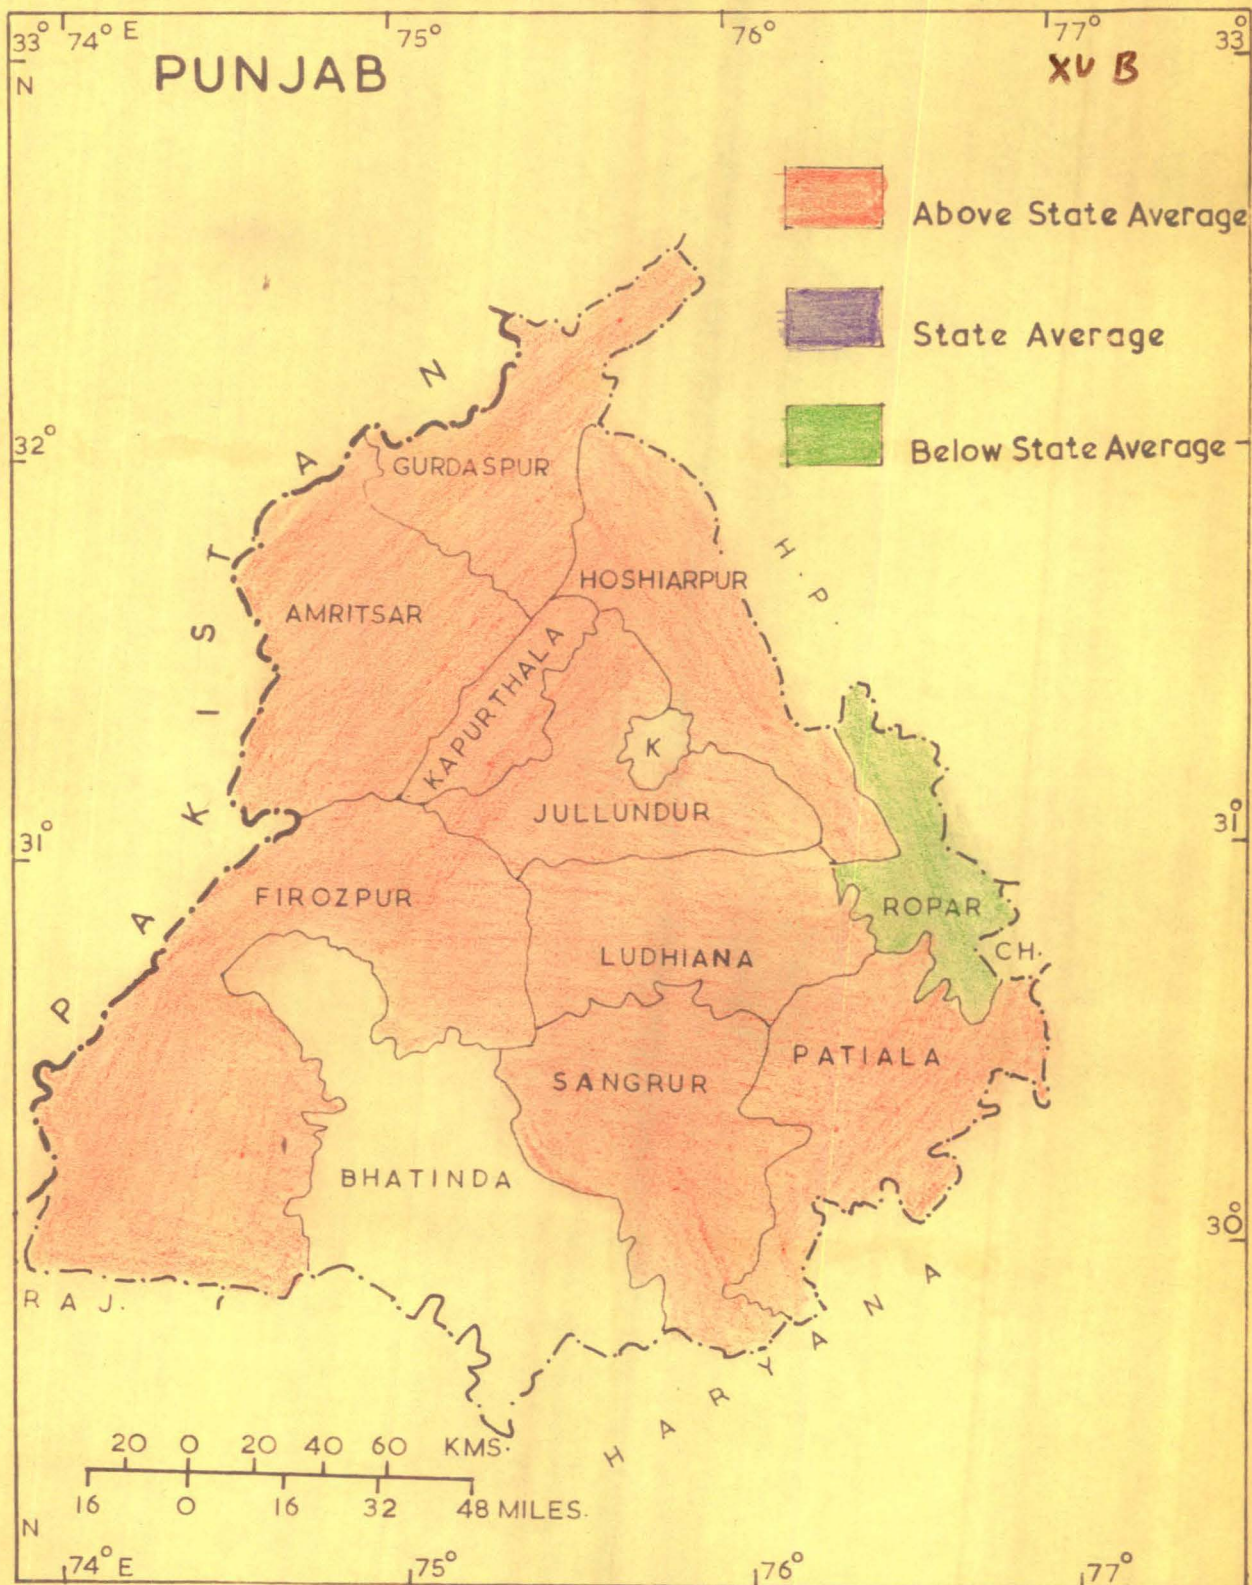 33° 74° E 75° 76° 77° 33°
N
PUNJAB
XV B
Above State Average
State Average
Below State Average
32°
PAKISTAN
GURDASPUR
H.P.
HOSHIARPUR
AMRITSAR
KAPURTHALA
K
JULLUNDUR
31° 31°
FIROZPUR
ROPAR
LUDHIANA
CH.
PATIALA
SANGRUR
BHATINDA
30°
RAJ.
HARYANA
20 0 20 40 60 KMS.
16 0 16 32 48 MILES.
N
74° E 75° 76° 77°